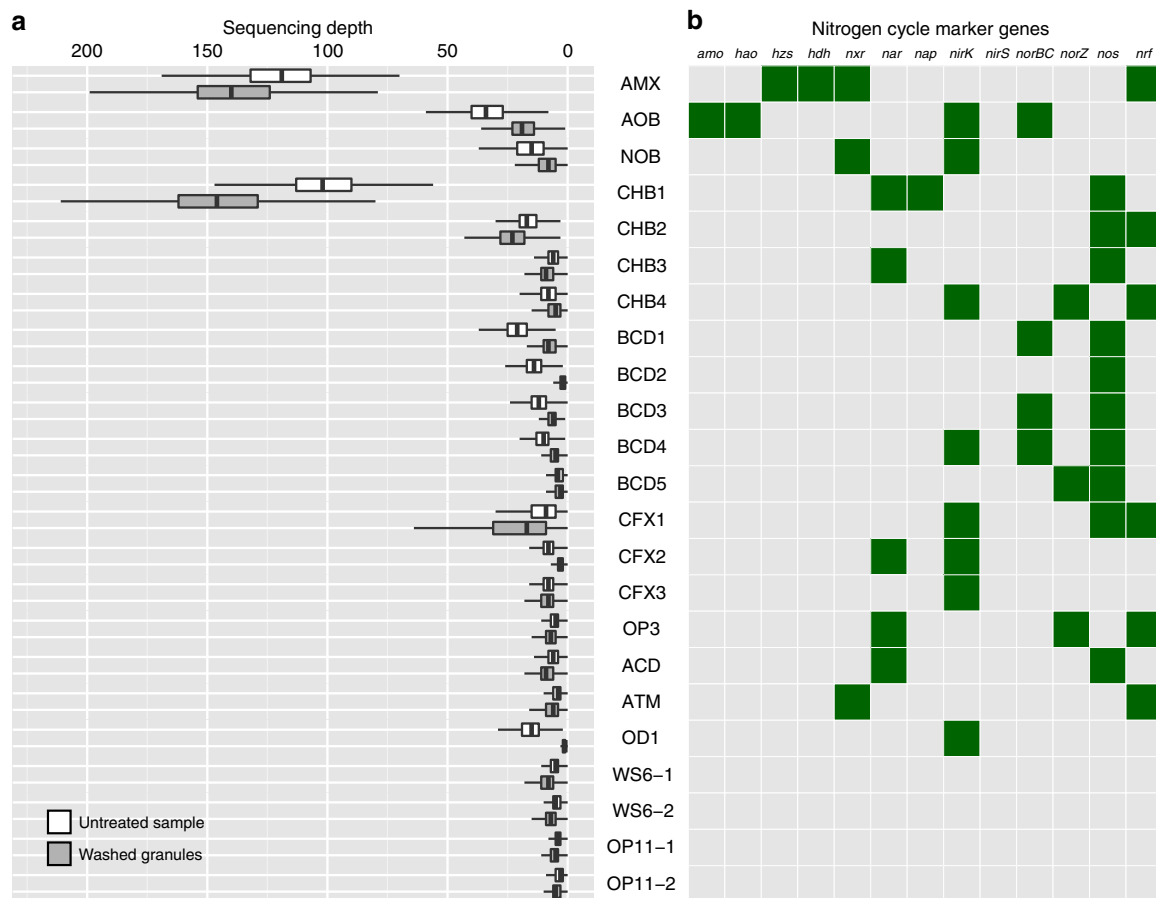 a
Sequencing depth
200 150 100 50 0
Untreated sample
Washed granules
b
Nitrogen cycle marker genes
amo hao hzs hdh nxr nar nap nirK nirS norBC norZ nos nrf
AMX
AOB
NOB
CHB1
CHB2
CHB3
CHB4
BCD1
BCD2
BCD3
BCD4
BCD5
CFX1
CFX2
CFX3
OP3
ACD
ATM
OD1
WS6−1
WS6−2
OP11−1
OP11−2